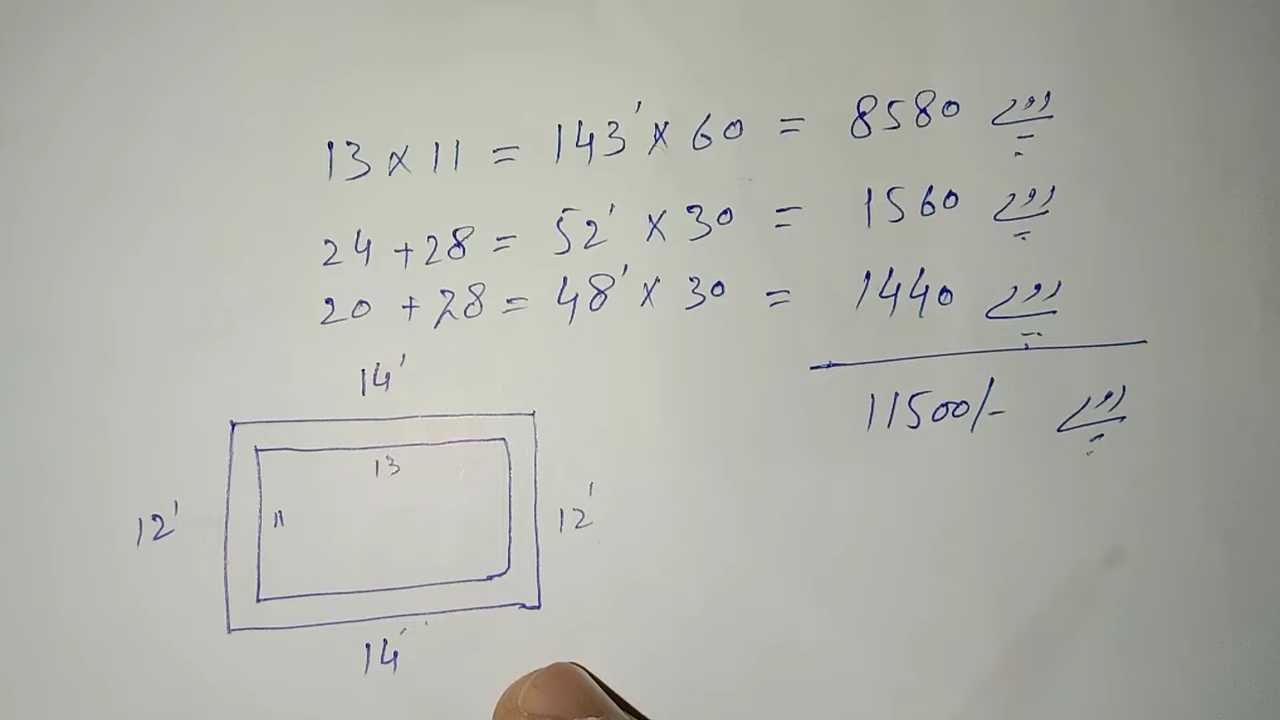 13 x 11 = 143' x 60 = 8580 روپے
24 + 28 = 52' x 30 = 1560 روپے
20 + 28 = 48' x 30 = 1440 روپے
11500/- روپے
14'
13
12'
11
12'
14'